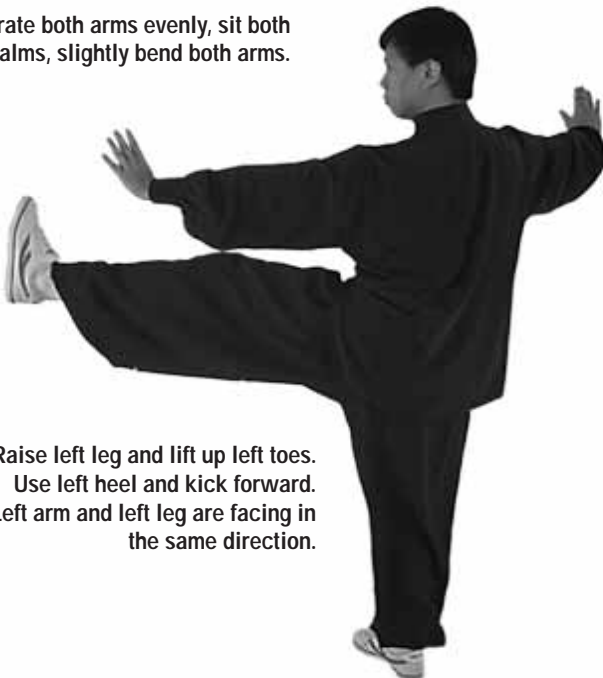 rate both arms evenly, sit both
alms, slightly bend both arms.
Raise left leg and lift up left toes.
Use left heel and kick forward.
Left arm and left leg are facing in
the same direction.